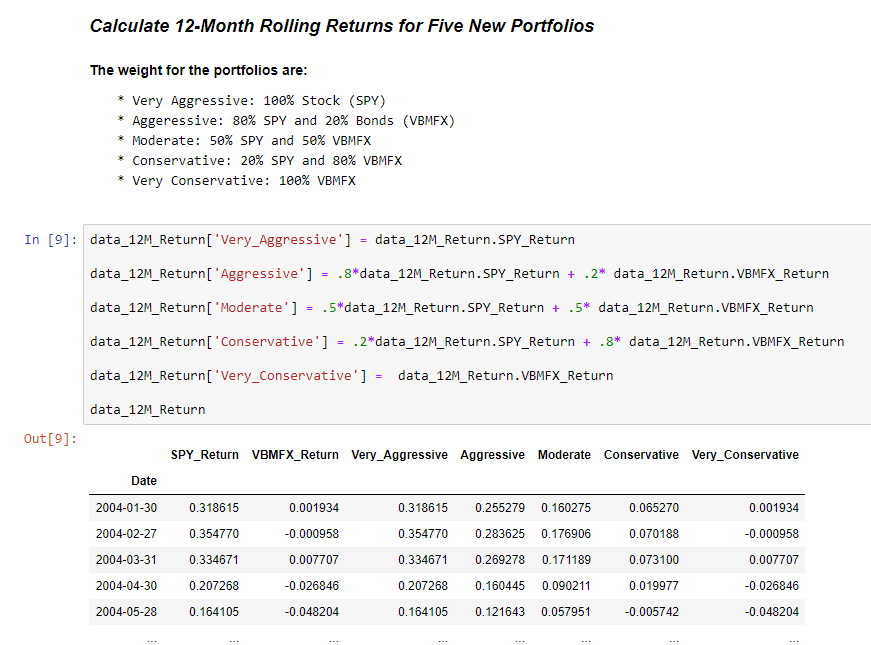 Calculate 12-Month Rolling Returns for Five New Portfolios
The weight for the portfolios are:
* Very Aggressive: 100% Stock (SPY)
* Aggeressive: 80% SPY and 20% Bonds (VBMFX)
* Moderate: 50% SPY and 50% VBMFX
* Conservative: 20% SPY and 80% VBMFX
* Very Conservative: 100% VBMFX
In [9]: data_12M_Return['Very_Aggressive'] = data_12M_Return.SPY_Return
data_12M_Return['Aggressive'] = .8*data_12M_Return.SPY_Return + .2* data_12M_Return.VBMFX_Return
data_12M_Return['Moderate'] = .5*data_12M_Return.SPY_Return + .5* data_12M_Return.VBMFX_Return
data_12M_Return['Conservative'] = .2*data_12M_Return.SPY_Return + .8* data_12M_Return.VBMFX_Return
data_12M_Return['Very_Conservative'] =  data_12M_Return.VBMFX_Return
data_12M_Return
Out[9]:
SPY_Return VBMFX_Return Very_Aggressive Aggressive Moderate Conservative Very_Conservative
Date
2004-01-30 0.318615 0.001934 0.318615 0.255279 0.160275 0.065270 0.001934
2004-02-27 0.354770 -0.000958 0.354770 0.283625 0.176906 0.070188 -0.000958
2004-03-31 0.334671 0.007707 0.334671 0.269278 0.171189 0.073100 0.007707
2004-04-30 0.207268 -0.026846 0.207268 0.160445 0.090211 0.019977 -0.026846
2004-05-28 0.164105 -0.048204 0.164105 0.121643 0.057951 -0.005742 -0.048204
... ... ... ... ... ... ... ...